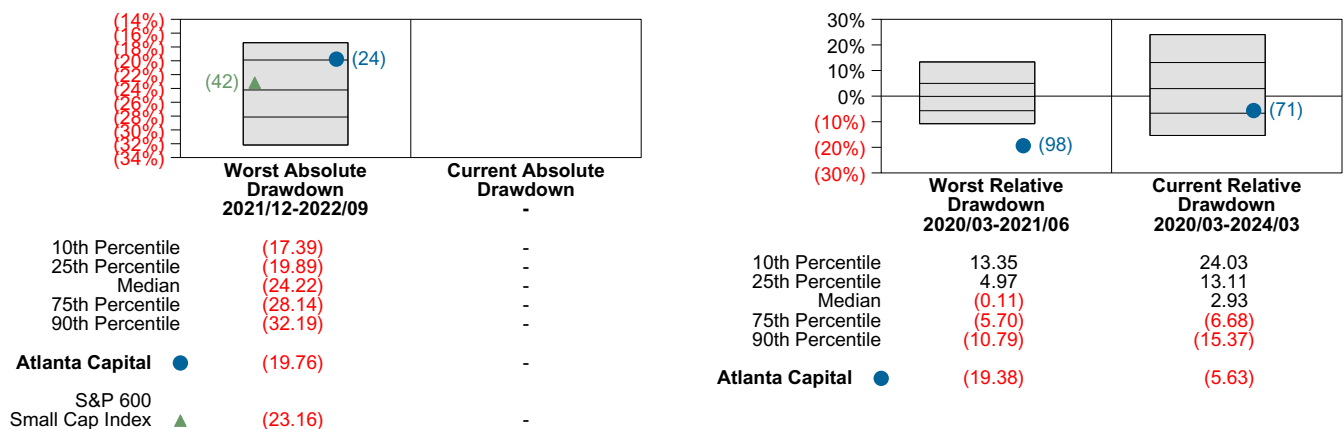 (14%)
(16%)
(18%)
(20%)
(22%)
(24%)
(26%)
(28%)
(30%)
(32%)
(34%)
(42)
(24)
Worst Absolute Drawdown 2021/12-2022/09
Current Absolute Drawdown -
10th Percentile (17.39) -
25th Percentile (19.89) -
Median (24.22) -
75th Percentile (28.14) -
90th Percentile (32.19) -
Atlanta Capital (19.76) -
S&P 600
Small Cap Index (23.16) -
30%
20%
10%
0%
(10%)
(20%)
(30%)
(98)
(71)
Worst Relative Drawdown 2020/03-2021/06
Current Relative Drawdown 2020/03-2024/03
10th Percentile 13.35 24.03
25th Percentile 4.97 13.11
Median (0.11) 2.93
75th Percentile (5.70) (6.68)
90th Percentile (10.79) (15.37)
Atlanta Capital (19.38) (5.63)